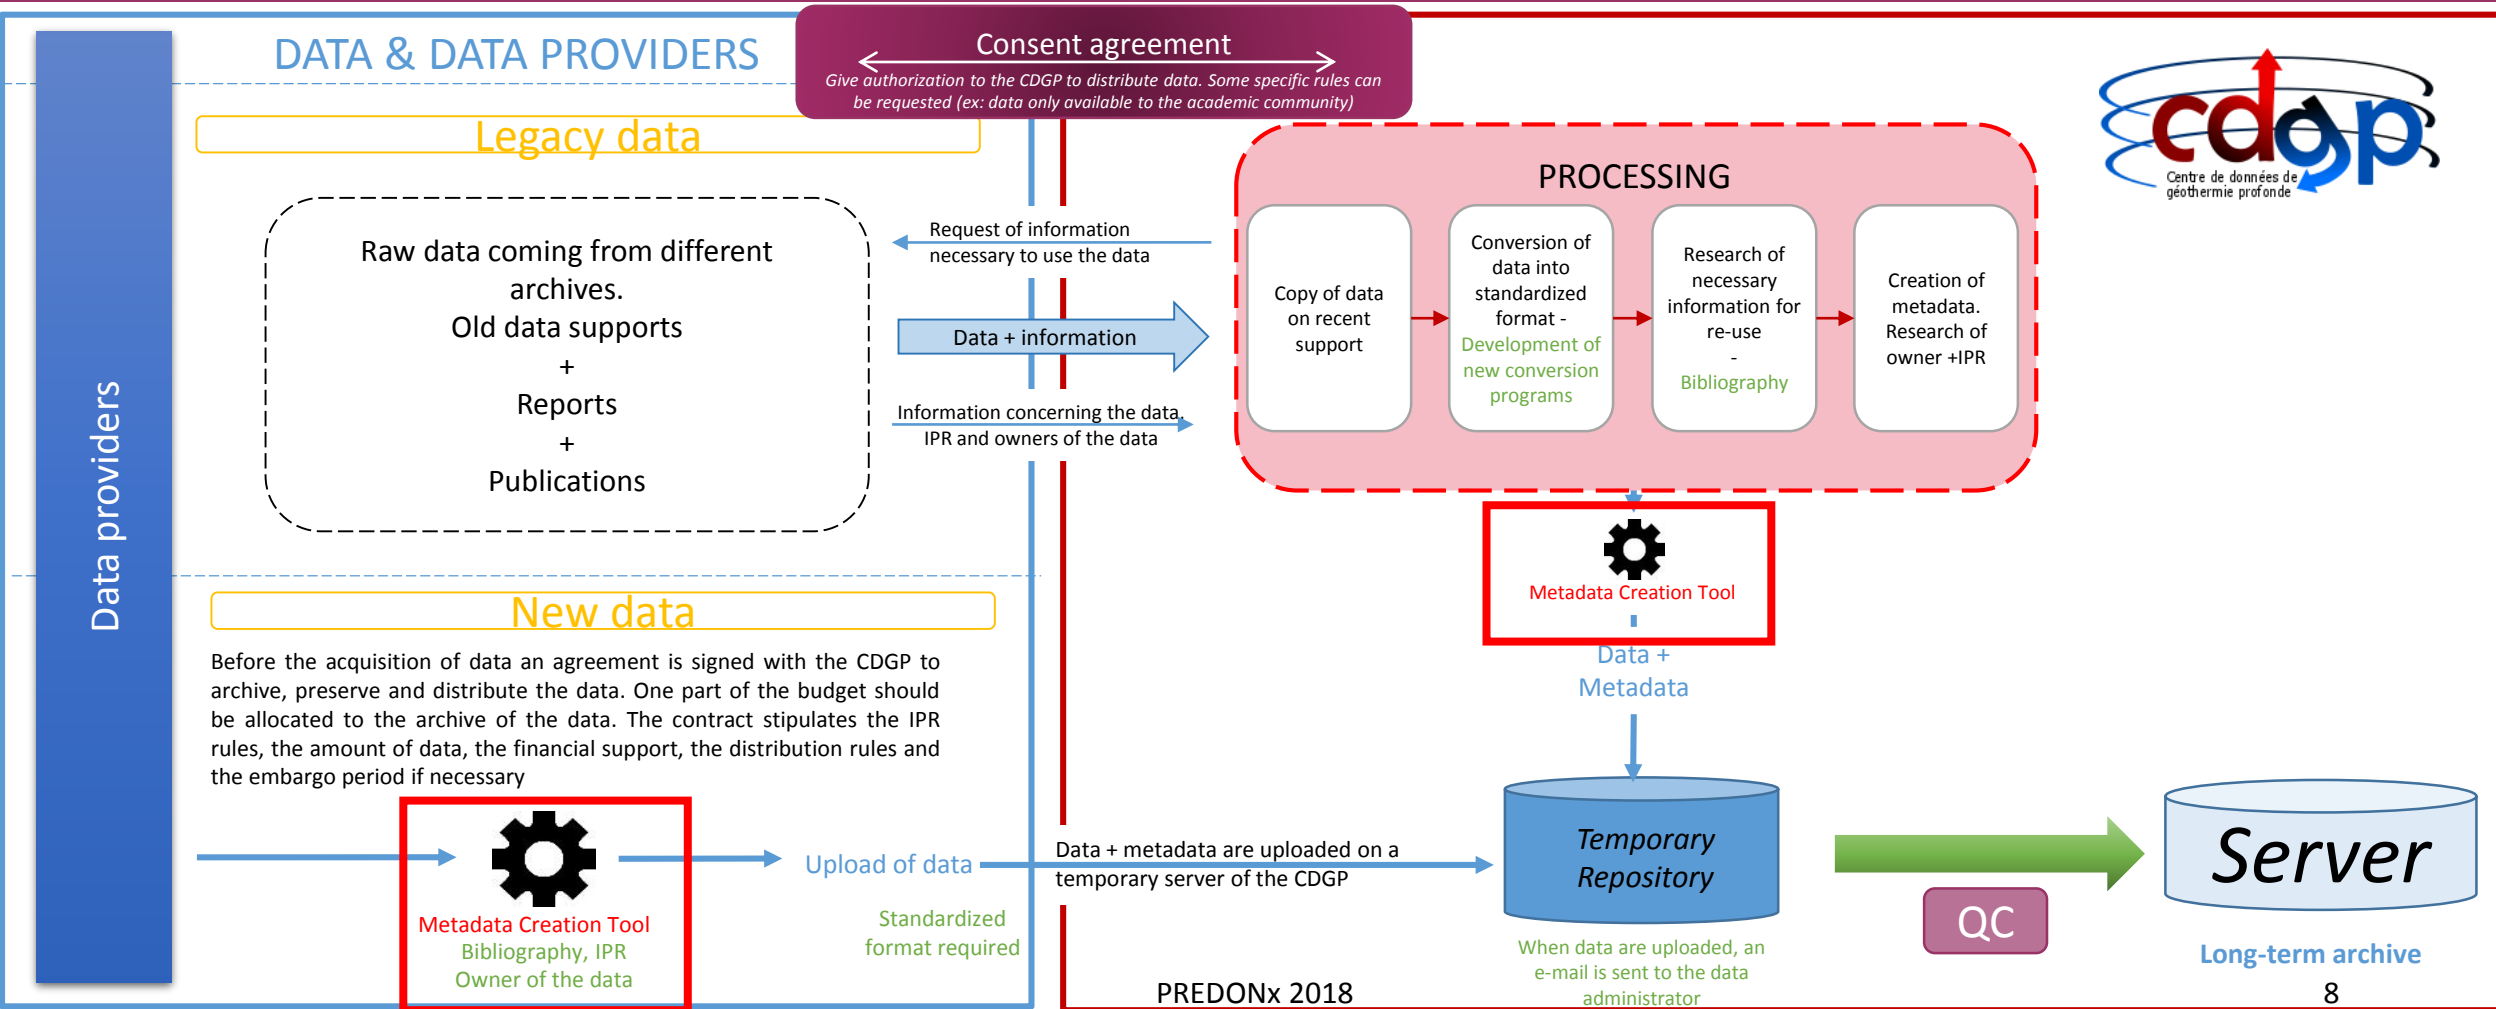 DATA & DATA PROVIDERS
Consent agreement
Give authorization to the CDGP to distribute data. Some specific rules can
be requested (ex: data only available to the academic community)
cdgp
Centre de données de
géothermie profonde
Data providers
Legacy data
Raw data coming from different
archives.
Old data supports
+
Reports
+
Publications
Request of information
necessary to use the data
Data + information
Information concerning the data,
IPR and owners of the data
PROCESSING
Copy of data
on recent
support
Conversion of
data into
standardized
format -
Development of
new conversion
programs
Research of
necessary
information for
re-use
-
Bibliography
Creation of
metadata.
Research of
owner +IPR
Metadata Creation Tool
Data +
Metadata
New data
Before the acquisition of data an agreement is signed with the CDGP to
archive, preserve and distribute the data. One part of the budget should
be allocated to the archive of the data. The contract stipulates the IPR
rules, the amount of data, the financial support, the distribution rules and
the embargo period if necessary
Metadata Creation Tool
Bibliography, IPR
Owner of the data
Upload of data
Standardized
format required
Data + metadata are uploaded on a
temporary server of the CDGP
Temporary
Repository
When data are uploaded, an
e-mail is sent to the data
administrator
QC
Server
Long-term archive
PREDONx 2018
8